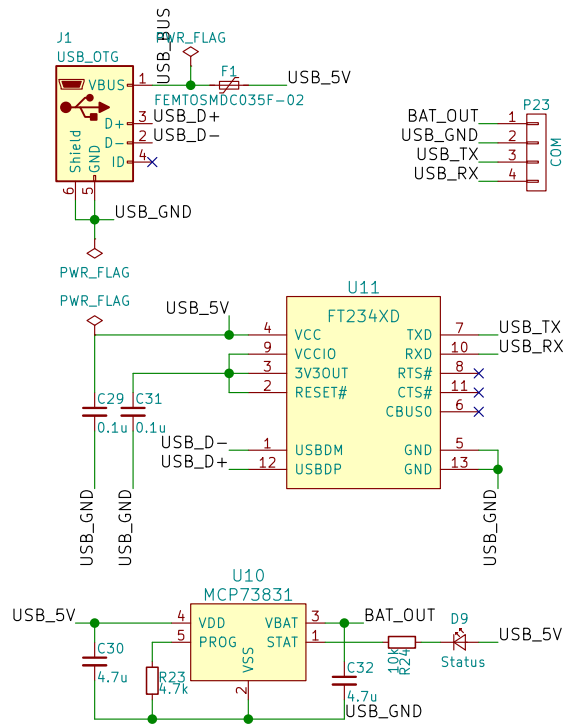 J1
USB_OTG
VBUS
D+
D-
ID
Shield
GND
1
3
2
4
6
5
USB_BUS
PWR_FLAG
F1
FEMTOSMDC035F-02
USB_5V
USB_D+
USB_D-
USB_GND
PWR_FLAG
P23
COM
BAT_OUT 1
USB_GND 2
USB_TX 3
USB_RX 4
PWR_FLAG
USB_5V
C29
0.1u
C31
0.1u
USB_GND
USB_GND
U11
FT234XD
4 VCC
9 VCCIO
3 3V3OUT
2 RESET#
USB_D- 1 USBDM
USB_D+ 12 USBDP
TXD 7 USB_TX
RXD 10 USB_RX
RTS# 8
CTS# 11
CBUS0 6
GND 5
GND 13
USB_GND
U10
MCP73831
USB_5V 4 VDD
5 PROG
VSS
2
VBAT 3 BAT_OUT
STAT 1
C30
4.7u
R23
4.7k
C32
4.7u
USB_GND
10k
R24
D9
Status
USB_5V